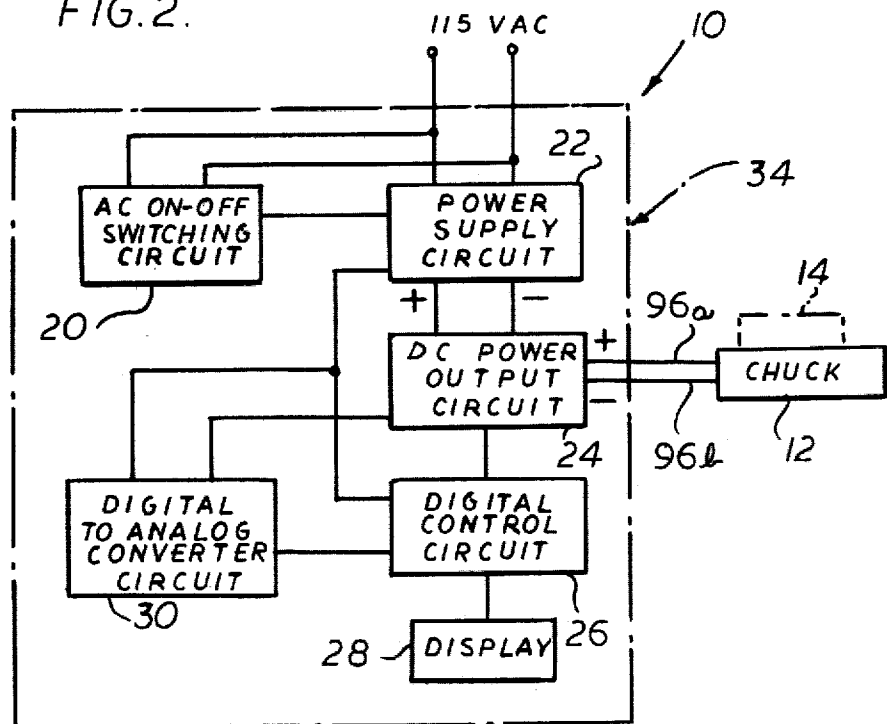 FIG.2.
115 VAC
10
22
34
AC ON-OFF
SWITCHING
CIRCUIT
POWER
SUPPLY
CIRCUIT
20
+ −
14
96a
+
DC POWER
OUTPUT
CIRCUIT
CHUCK
−
24
96b
12
DIGITAL
TO ANALOG
CONVERTER
CIRCUIT
DIGITAL
CONTROL
CIRCUIT
30
26
28
DISPLAY